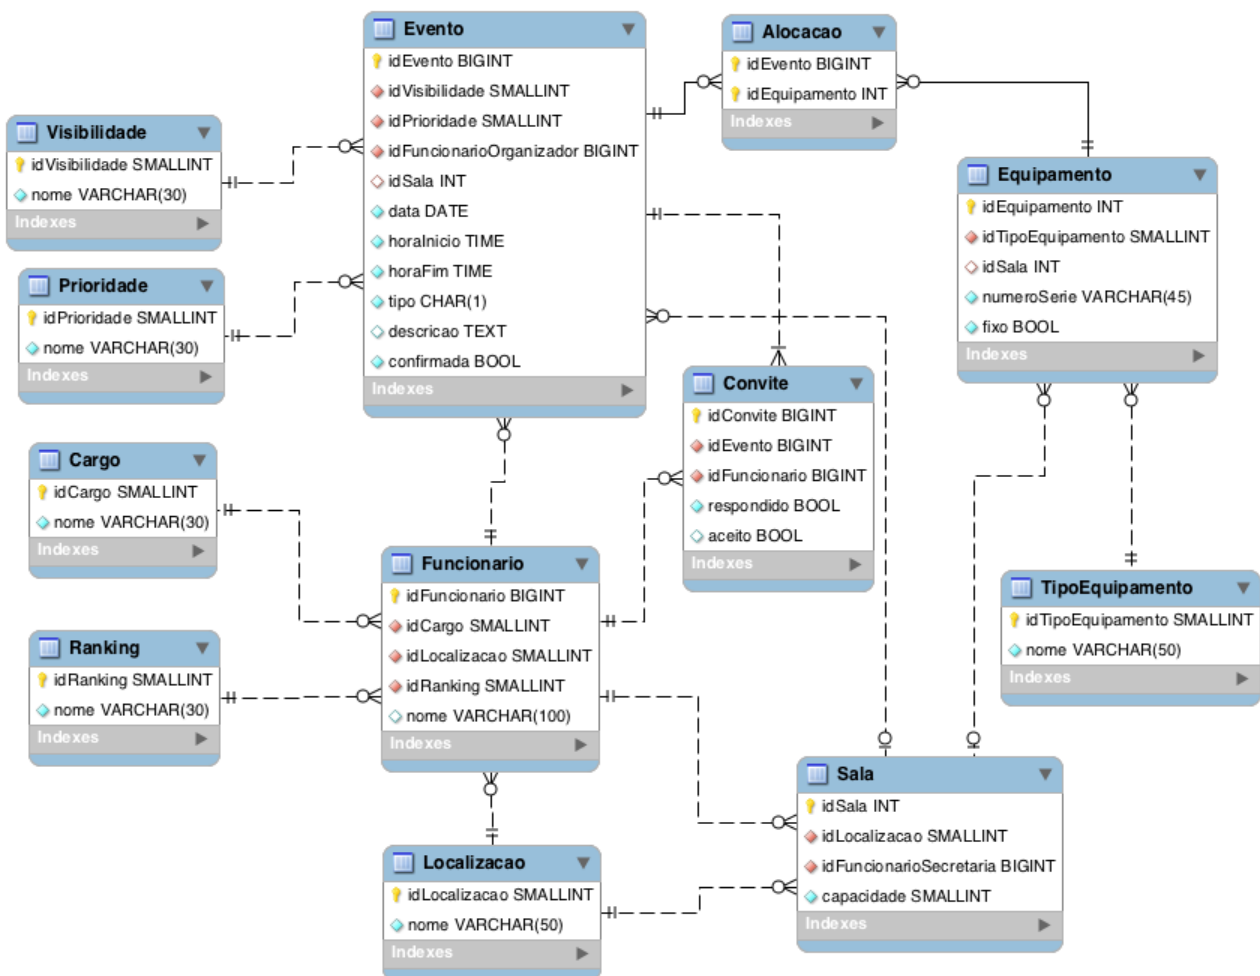 Evento
idEvento BIGINT
idVisibilidade SMALLINT
idPrioridade SMALLINT
idFuncionarioOrganizador BIGINT
idSala INT
data DATE
horaInicio TIME
horaFim TIME
tipo CHAR(1)
descricao TEXT
confirmada BOOL
Indexes
Alocacao
idEvento BIGINT
idEquipamento INT
Indexes
Visibilidade
idVisibilidade SMALLINT
nome VARCHAR(30)
Indexes
Equipamento
idEquipamento INT
idTipoEquipamento SMALLINT
idSala INT
numeroSerie VARCHAR(45)
fixo BOOL
Indexes
Prioridade
idPrioridade SMALLINT
nome VARCHAR(30)
Indexes
Convite
idConvite BIGINT
idEvento BIGINT
idFuncionario BIGINT
respondido BOOL
aceito BOOL
Indexes
Cargo
idCargo SMALLINT
nome VARCHAR(30)
Indexes
Funcionario
idFuncionario BIGINT
idCargo SMALLINT
idLocalizacao SMALLINT
idRanking SMALLINT
nome VARCHAR(100)
Indexes
TipoEquipamento
idTipoEquipamento SMALLINT
nome VARCHAR(50)
Indexes
Ranking
idRanking SMALLINT
nome VARCHAR(30)
Indexes
Sala
idSala INT
idLocalizacao SMALLINT
idFuncionarioSecretaria BIGINT
capacidade SMALLINT
Indexes
Localizacao
idLocalizacao SMALLINT
nome VARCHAR(50)
Indexes